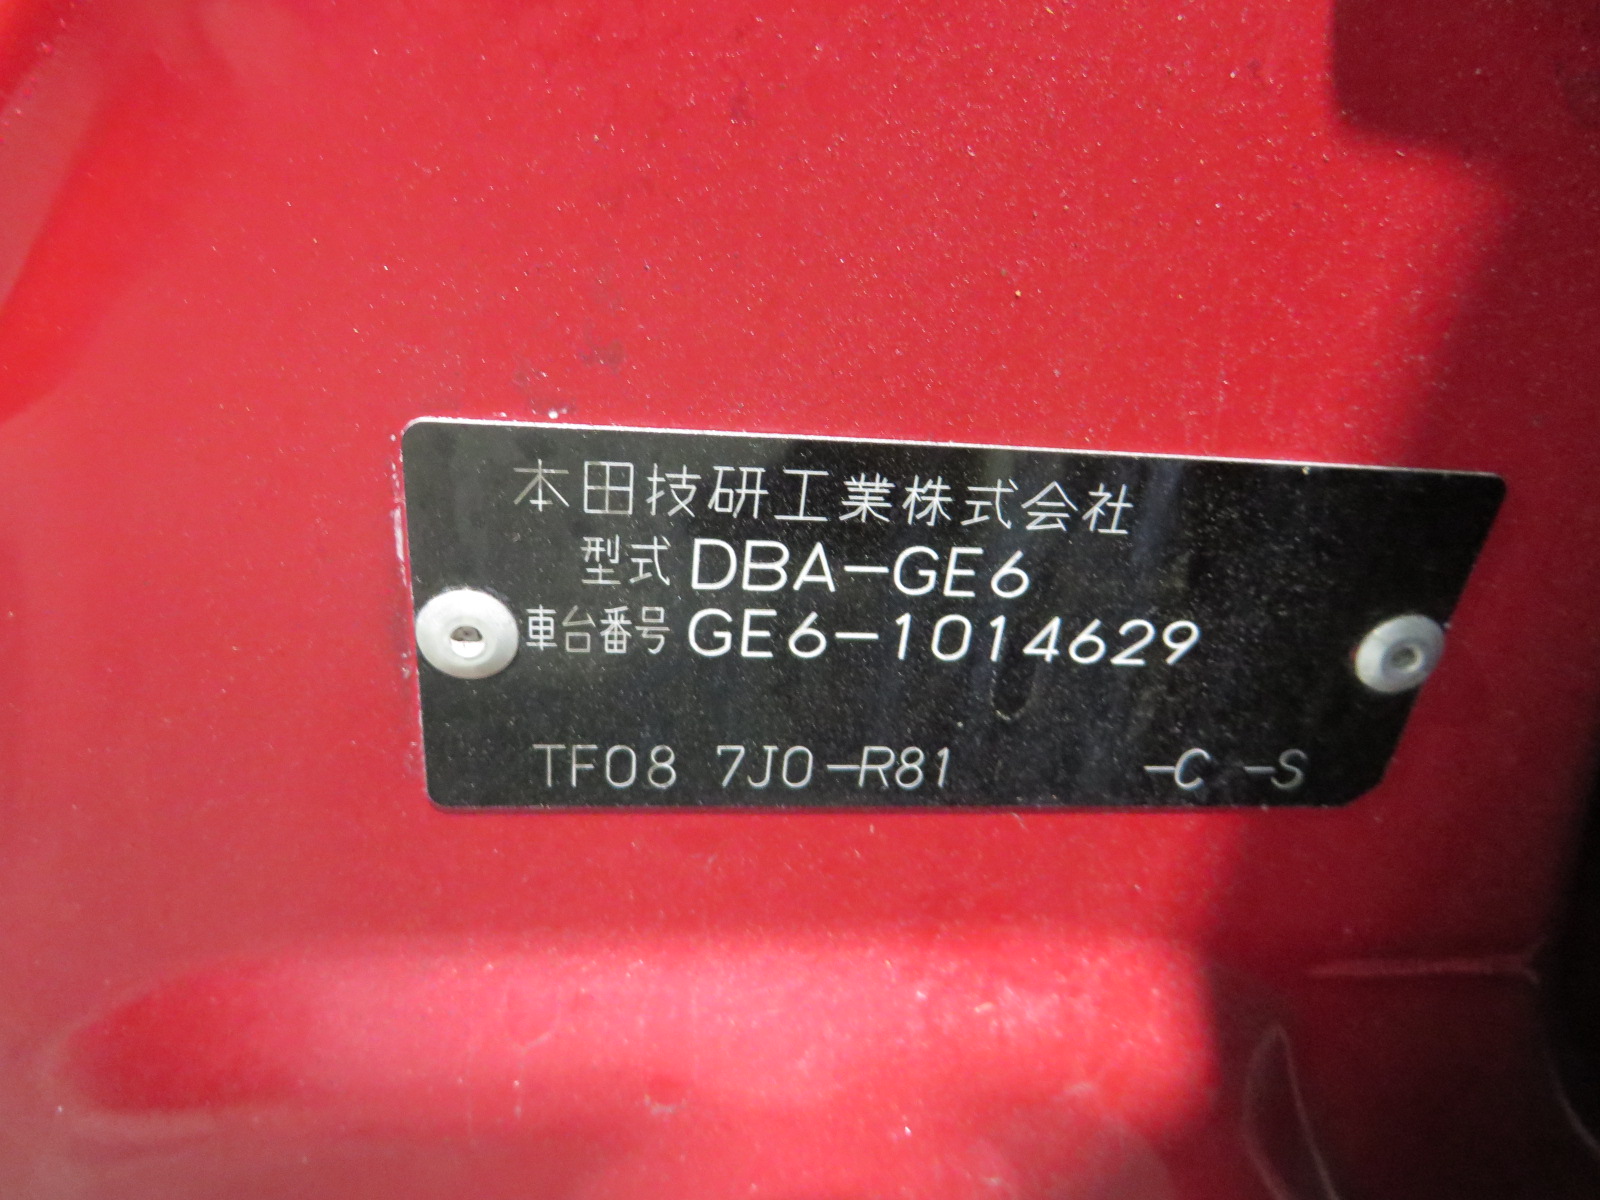 本田技研工業株式会社
型式 DBA-GE6
車台番号 GE6-1014629
TF08 7J0-R81 -C -S